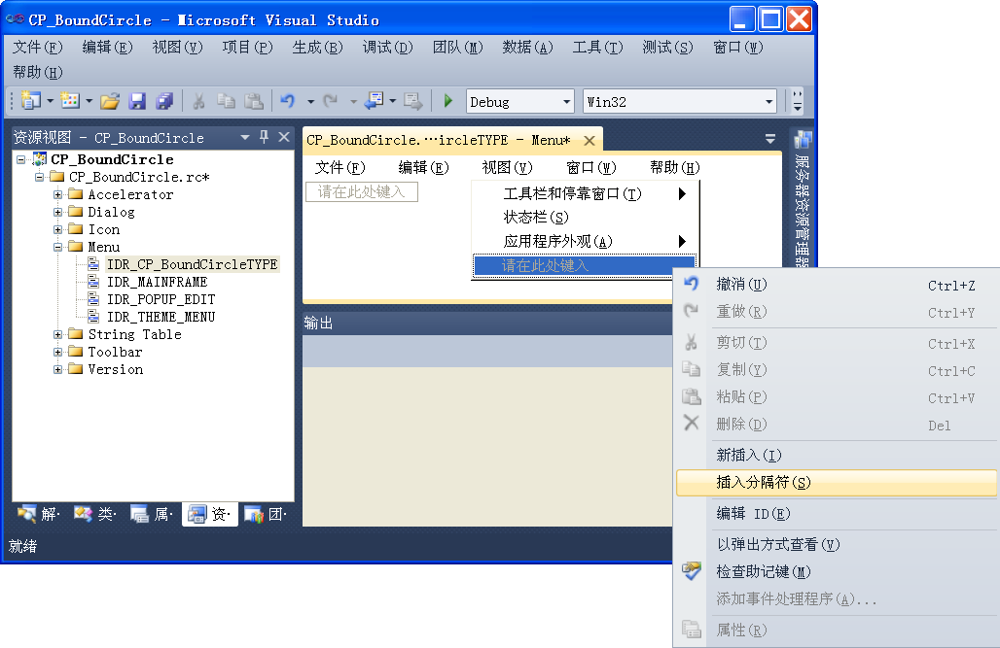 CP_BoundCircle - Microsoft Visual Studio
文件(F) 编辑(E) 视图(V) 项目(P) 生成(B) 调试(D) 团队(M) 数据(A) 工具(T) 测试(S) 窗口(W)
帮助(H)
Debug Win32
资源视图 - CP_BoundCircle
CP_BoundCircle
CP_BoundCircle.rc*
Accelerator
Dialog
Icon
Menu
IDR_CP_BoundCircleTYPE
IDR_MAINFRAME
IDR_POPUP_EDIT
IDR_THEME_MENU
String Table
Toolbar
Version
解· 类· 属· 资· 团·
就绪
CP_BoundCircle.···ircleTYPE - Menu*
文件(F) 编辑(E) 视图(V) 窗口(W) 帮助(H)
请在此处键入
工具栏和停靠窗口(T)
状态栏(S)
应用程序外观(A)
请在此处键入
输出
服务器资源管理器
撤消(U) Ctrl+Z
重做(R) Ctrl+Y
剪切(T) Ctrl+X
复制(Y) Ctrl+C
粘贴(P) Ctrl+V
删除(D) Del
新插入(I)
插入分隔符(S)
编辑 ID(E)
以弹出方式查看(V)
检查助记键(M)
添加事件处理程序(A)...
属性(R)